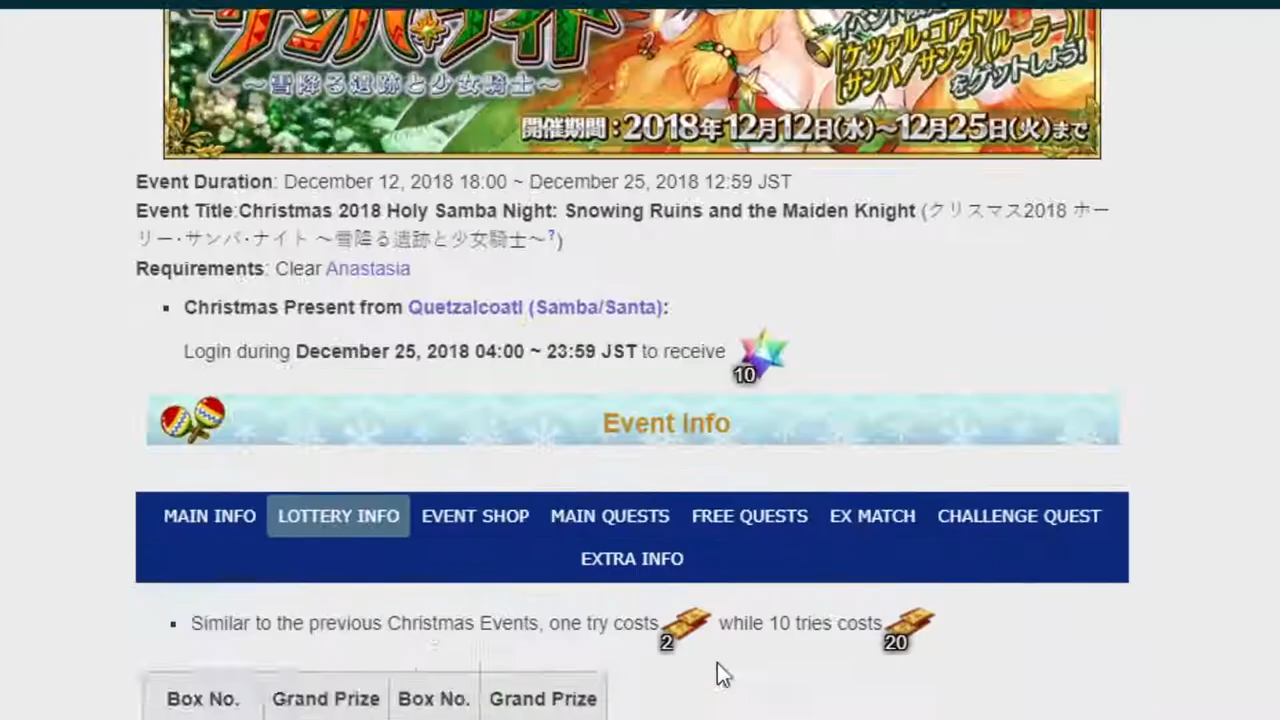 サンバ・ナイト
～雪降る遺跡と少女騎士～
「ケツァル・コアトル
〔サンバ/サンタ〕(ルーラー)」
をゲットしよう!
開催期間:2018年12月12日(水)～12月25日(火)まで
Event Duration: December 12, 2018 18:00 ~ December 25, 2018 12:59 JST
Event Title:Christmas 2018 Holy Samba Night: Snowing Ruins and the Maiden Knight (クリスマス2018 ホー
リー・サンバ・ナイト ～雪降る遺跡と少女騎士～?)
Requirements: Clear Anastasia
Christmas Present from Quetzalcoatl (Samba/Santa):
Login during December 25, 2018 04:00 ~ 23:59 JST to receive 10
Event Info
MAIN INFO LOTTERY INFO EVENT SHOP MAIN QUESTS FREE QUESTS EX MATCH CHALLENGE QUEST
EXTRA INFO
Similar to the previous Christmas Events, one try costs 2 while 10 tries costs 20
Box No. Grand Prize Box No. Grand Prize